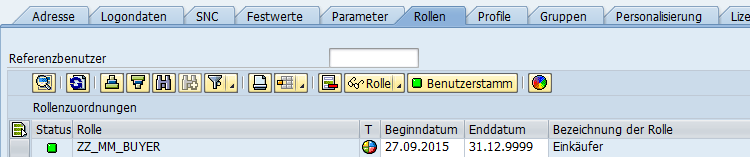 Adresse Logondaten SNC Festwerte Parameter Rollen Profile Gruppen Personalisierung Lize
Referenzbenutzer
Rolle Benutzerstamm
Rollenzuordnungen
Status Rolle T Beginndatum Enddatum Bezeichnung der Rolle
ZZ_MM_BUYER 27.09.2015 31.12.9999 Einkäufer